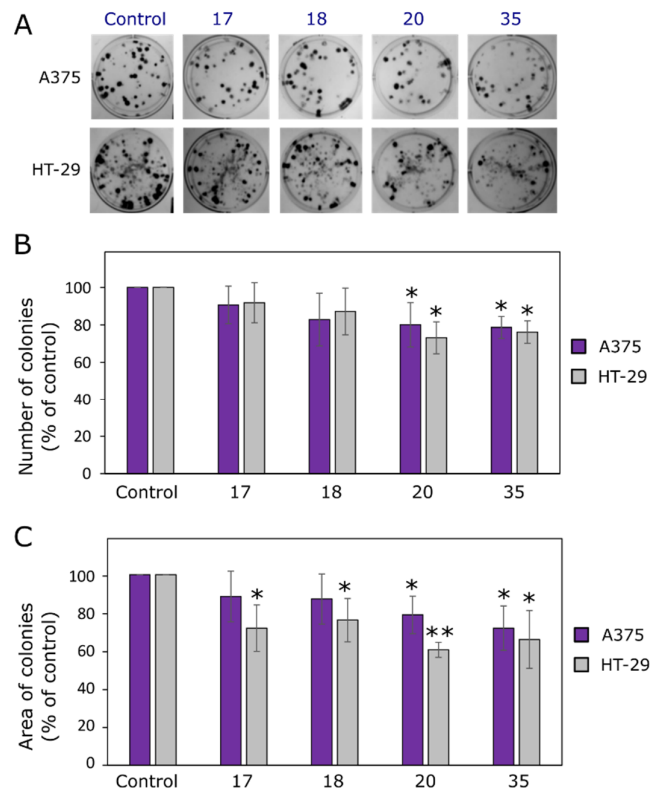 A
Control 17 18 20 35
A375
HT-29
B
Number of colonies
(% of control)
100
80
60
40
20
0
* * * *
Control 17 18 20 35
A375
HT-29
C
Area of colonies
(% of control)
100
80
60
40
20
0
* * * ** * *
Control 17 18 20 35
A375
HT-29